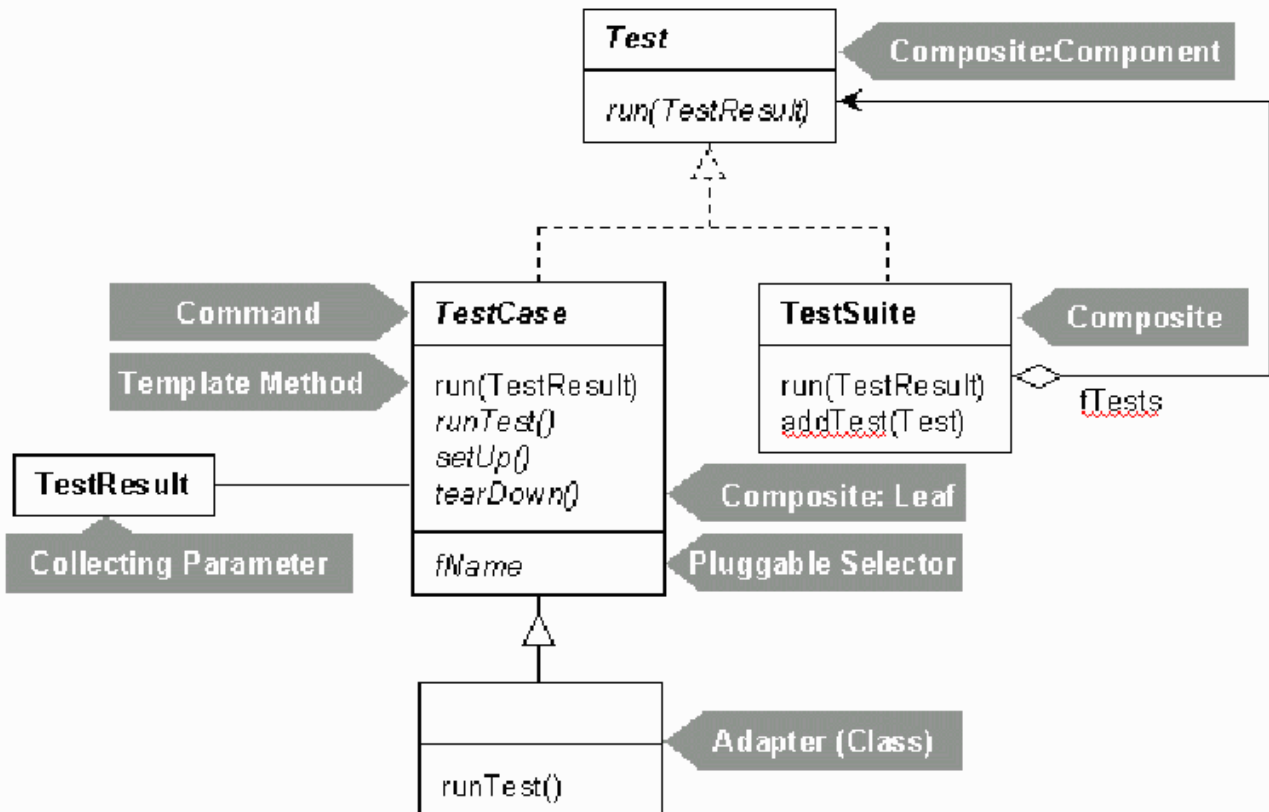 Test
Composite:Component
run(TestResult)
Command
TestCase
TestSuite
Composite
Template Method
run(TestResult)
runTest()
setUp()
tearDown()
run(TestResult)
addTest(Test)
fTests
TestResult
Composite: Leaf
Collecting Parameter
fName
Pluggable Selector
Adapter (Class)
runTest()